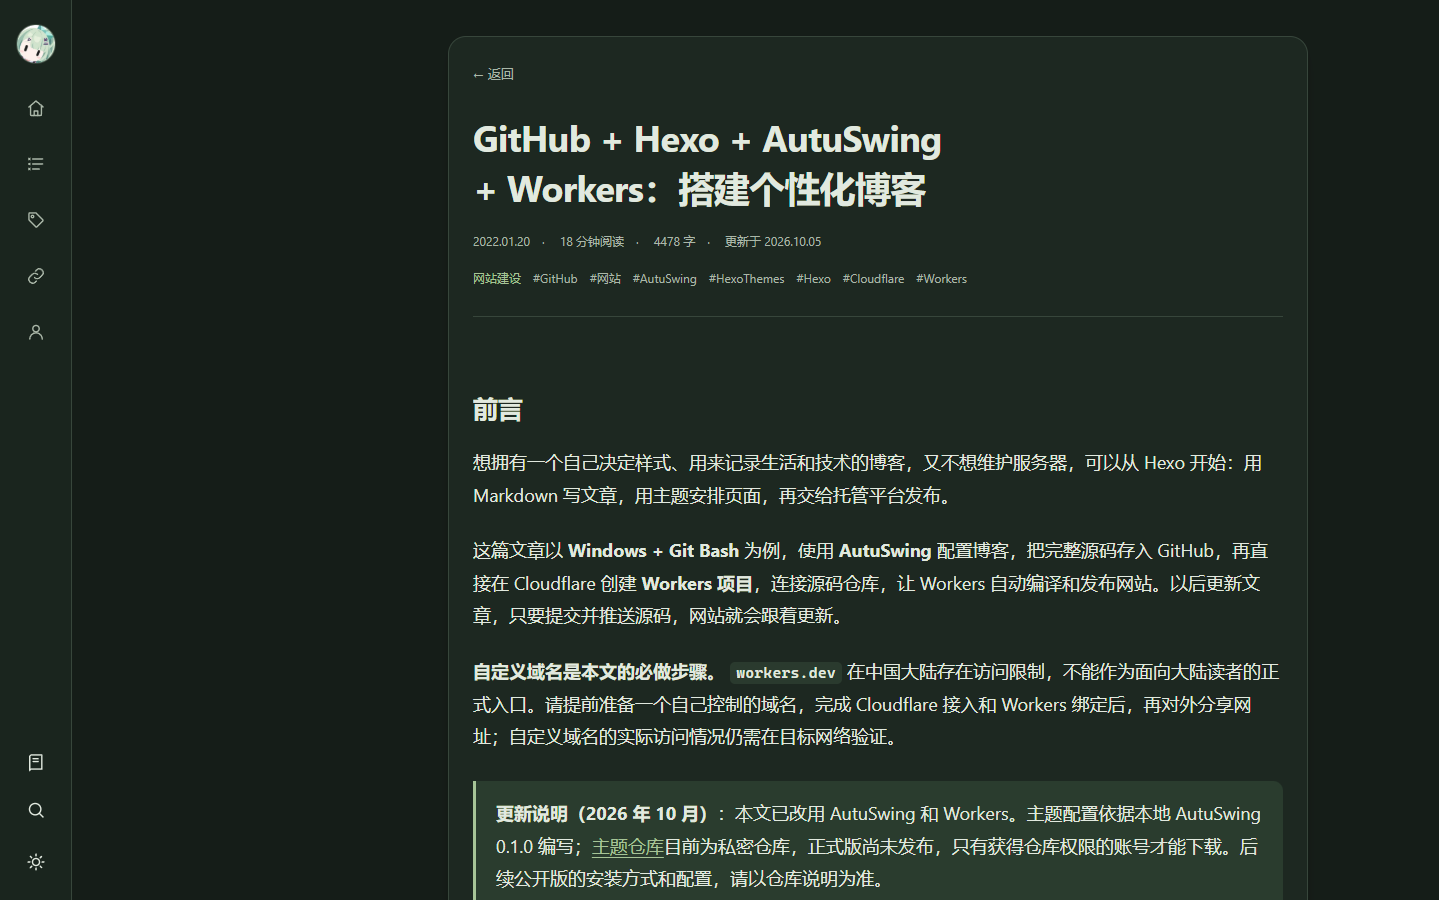 ← 返回
GitHub + Hexo + AutuSwing
+ Workers：搭建个性化博客
2022.01.20 · 18 分钟阅读 · 4478 字 · 更新于 2026.10.05
网站建设 #GitHub #网站 #AutuSwing #HexoThemes #Hexo #Cloudflare #Workers
前言
想拥有一个自己决定样式、用来记录生活和技术的博客，又不想维护服务器，可以从 Hexo 开始：用
Markdown 写文章，用主题安排页面，再交给托管平台发布。
这篇文章以 Windows + Git Bash 为例，使用 AutuSwing 配置博客，把完整源码存入 GitHub，再直
接在 Cloudflare 创建 Workers 项目，连接源码仓库，让 Workers 自动编译和发布网站。以后更新文
章，只要提交并推送源码，网站就会跟着更新。
自定义域名是本文的必做步骤。 workers.dev 在中国大陆存在访问限制，不能作为面向大陆读者的正
式入口。请提前准备一个自己控制的域名，完成 Cloudflare 接入和 Workers 绑定后，再对外分享网
址；自定义域名的实际访问情况仍需在目标网络验证。
更新说明（2026 年 10 月）：本文已改用 AutuSwing 和 Workers。主题配置依据本地 AutuSwing
0.1.0 编写；主题仓库目前为私密仓库，正式版尚未发布，只有获得仓库权限的账号才能下载。后
续公开版的安装方式和配置，请以仓库说明为准。